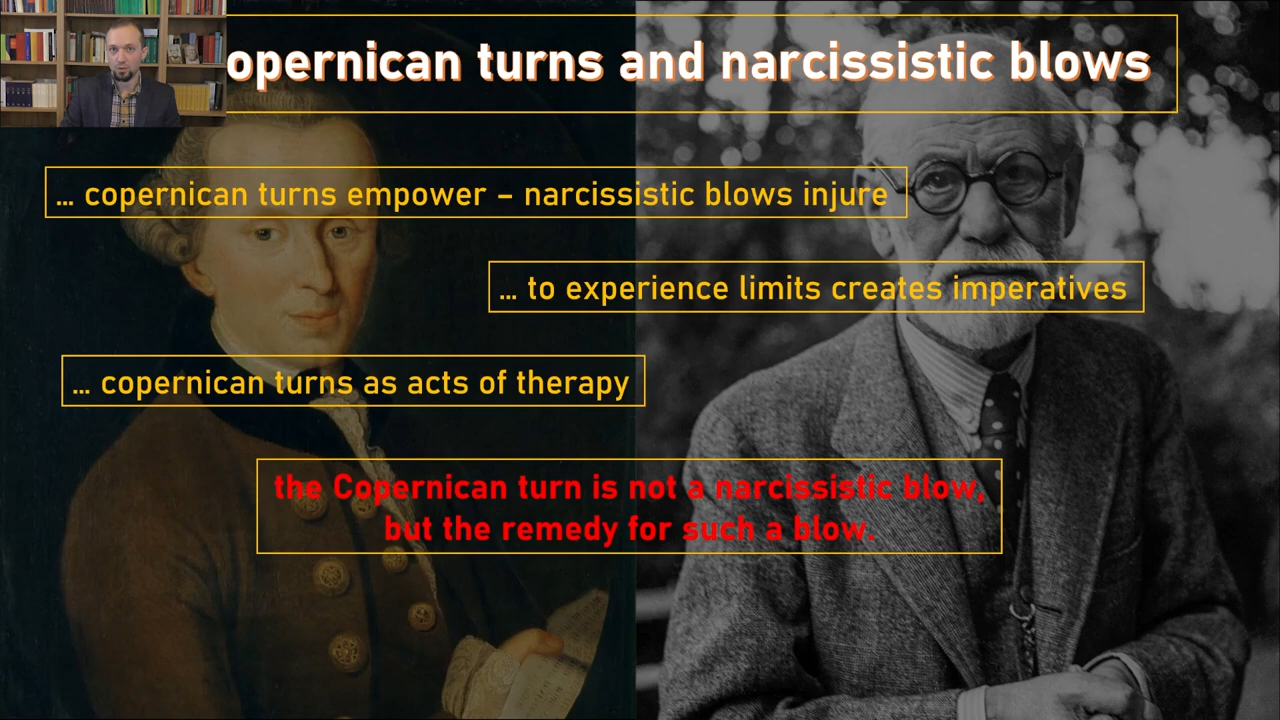 opernican turns and narcissistic blows
... copernican turns empower – narcissistic blows injure
... to experience limits creates imperatives
... copernican turns as acts of therapy
the Copernican turn is not a narcissistic blow,
but the remedy for such a blow.